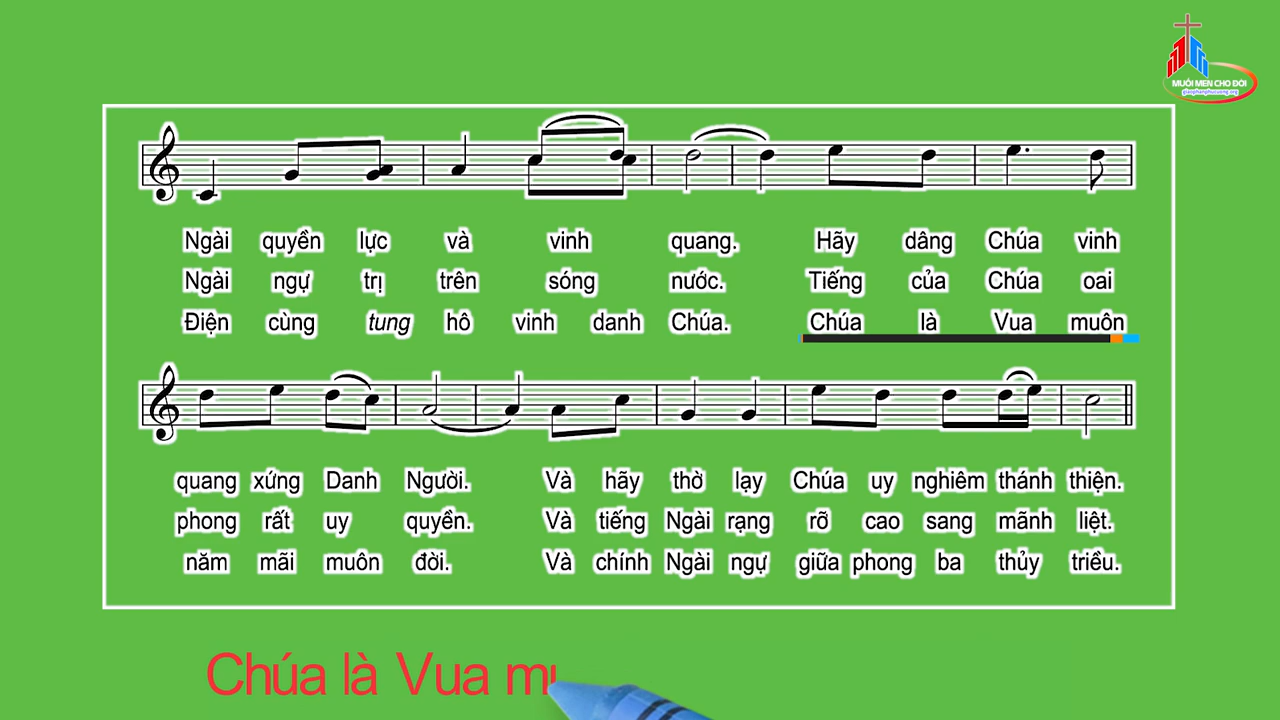 MUỐI MEN CHO ĐỜI
giaophanphucuong.org
Ngài quyền lực và vinh quang. Hãy dâng Chúa vinh
Ngài ngự trị trên sóng nước. Tiếng của Chúa oai
Điện cùng tung hô vinh danh Chúa. Chúa là Vua muôn
quang xứng Danh Người. Và hãy thờ lạy Chúa uy nghiêm thánh thiện.
phong rất uy quyền. Và tiếng Ngài rạng rỡ cao sang mãnh liệt.
năm mãi muôn đời. Và chính Ngài ngự giữa phong ba thủy triều.
Chúa là Vua mu